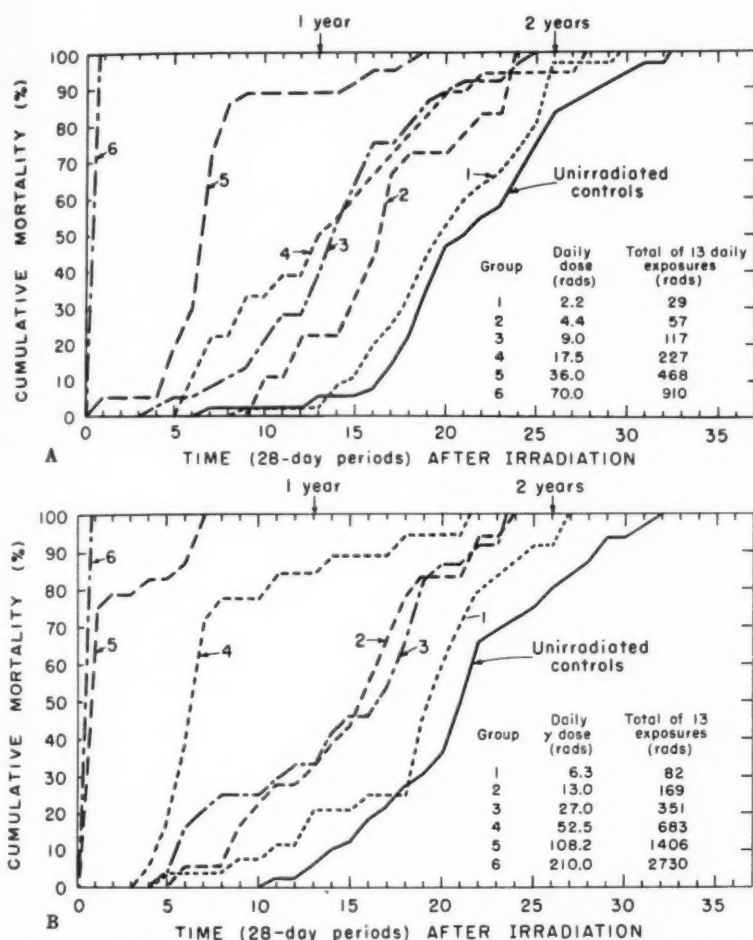 1 year
2 years
CUMULATIVE MORTALITY (%)
100
90
80
70
60
50
40
30
20
10
0
6
5
4
3
2
1
Unirradiated
controls
Group Daily dose (rads) Total of 13 daily exposures (rads)
1 2.2 29
2 4.4 57
3 9.0 117
4 17.5 227
5 36.0 468
6 70.0 910
0 5 10 15 20 25 30 35
A
TIME (28-day periods) AFTER IRRADIATION
1 year
2 years
CUMULATIVE MORTALITY (%)
100
90
80
70
60
50
40
30
20
10
0
6
5
4
2
3
1
Unirradiated
controls
Group Daily γ dose (rads) Total of 13 exposures (rads)
1 6.3 82
2 13.0 169
3 27.0 351
4 52.5 683
5 108.2 1406
6 210.0 2730
0 5 10 15 20 25 30 35
B
TIME (28-day periods) AFTER IRRADIATION